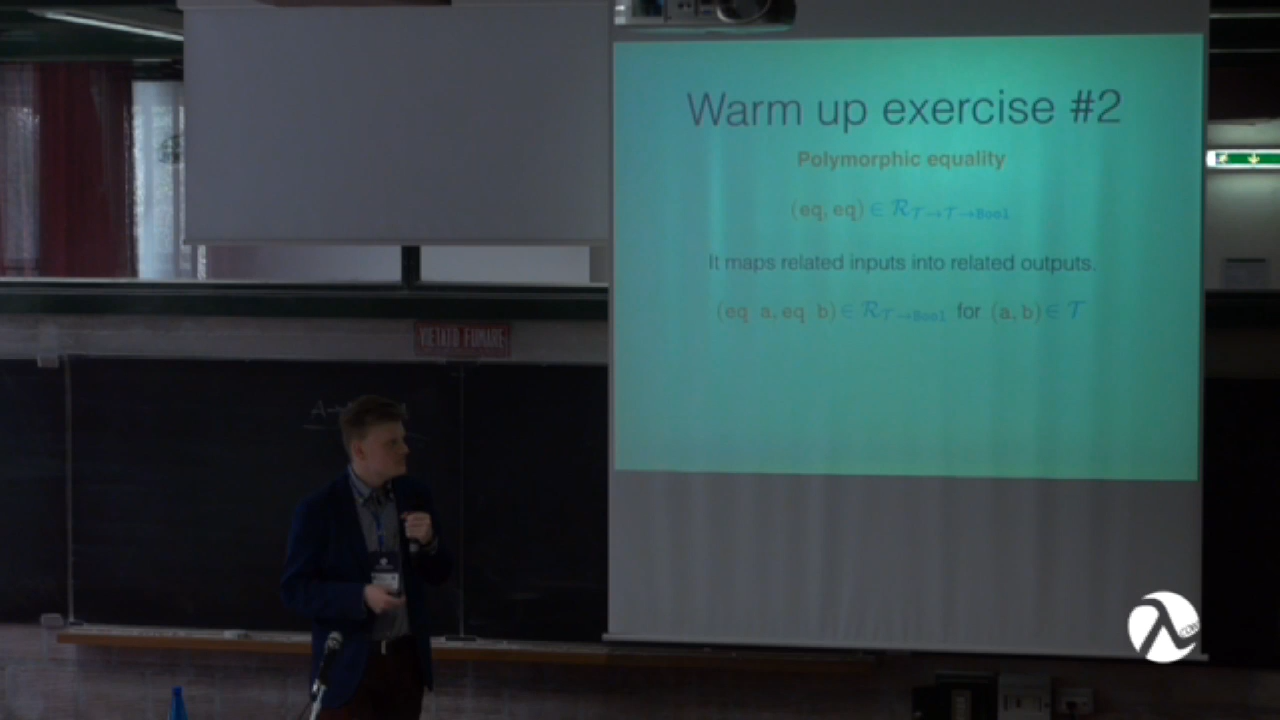 Warm up exercise #2
Polymorphic equality
(eq, eq) ∈ ℛ𝒯→𝒯→Bool
It maps related inputs into related outputs.
(eq a, eq b) ∈ ℛ𝒯→Bool for (a, b) ∈ 𝒯
VIETATO FUMARE
λ